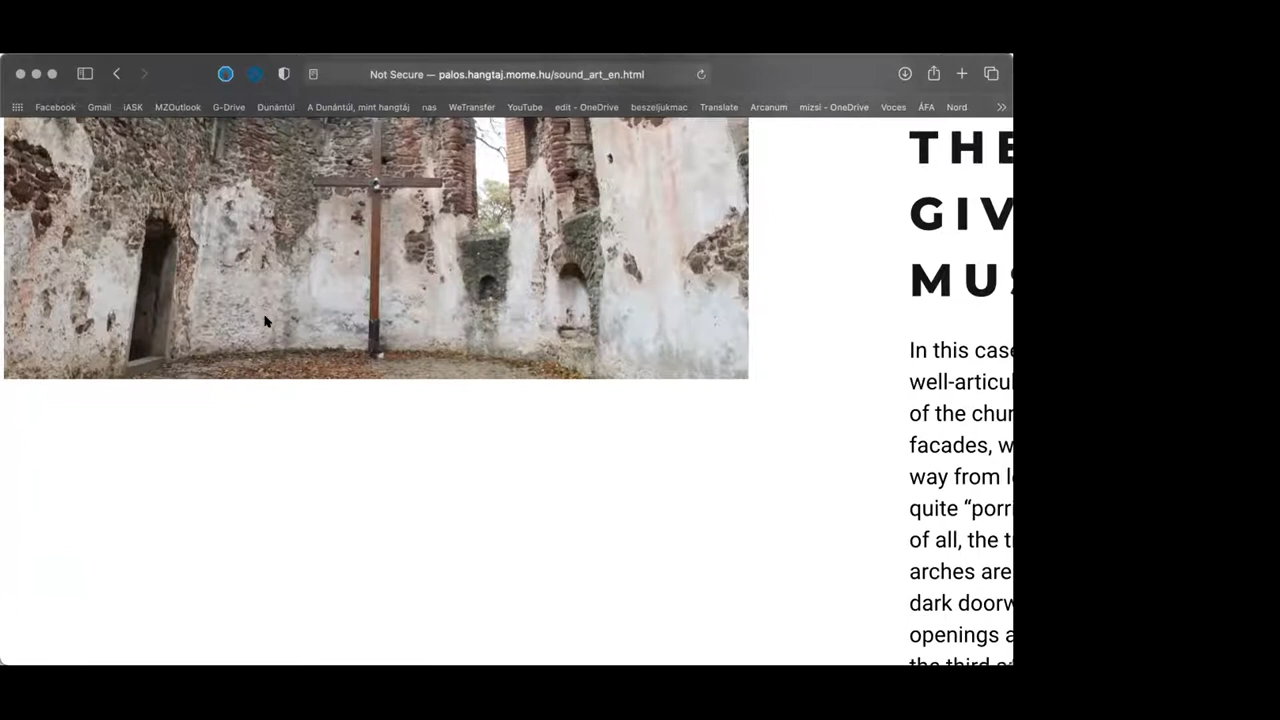 Not Secure — palos.hangtaj.mome.hu/sound_art_en.html
Facebook Gmail iASK MZOutlook G-Drive Dunántúl A Dunántúl, mint hangtáj nas WeTransfer YouTube edit - OneDrive beszeljukmac Translate Arcanum mizsi - OneDrive Voces ÁFA Nord
THE
GIV
MUS
In this case
well-articul
of the chur
facades, w
way from l
quite “porr
of all, the t
arches are
dark doorw
openings a
the third